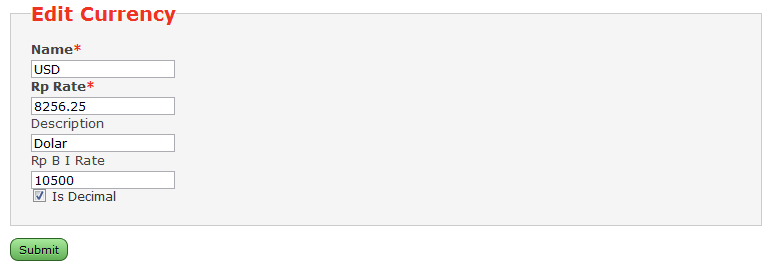 Edit Currency
Name*
USD
Rp Rate*
8256.25
Description
Dolar
Rp B I Rate
10500
Is Decimal
Submit